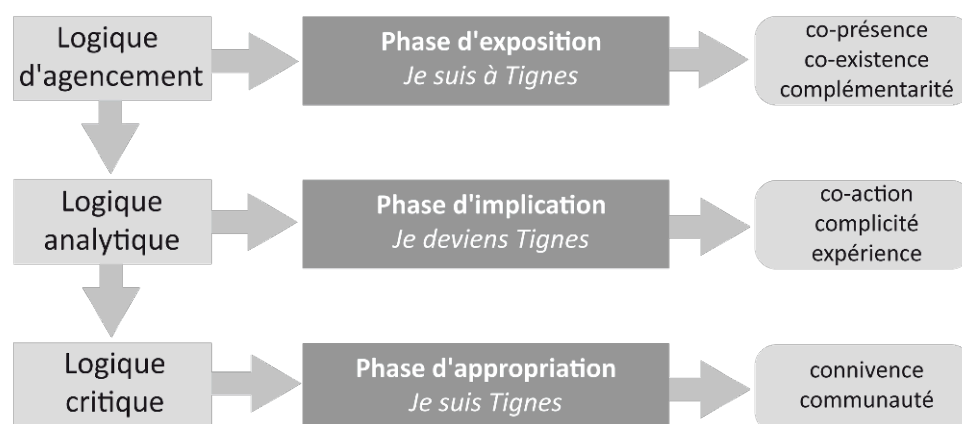 Logique
d'agencement
Phase d'exposition
Je suis à Tignes
co-présence
co-existence
complémentarité
Logique
analytique
Phase d'implication
Je deviens Tignes
co-action
complicité
expérience
Logique
critique
Phase d'appropriation
Je suis Tignes
connivence
communauté